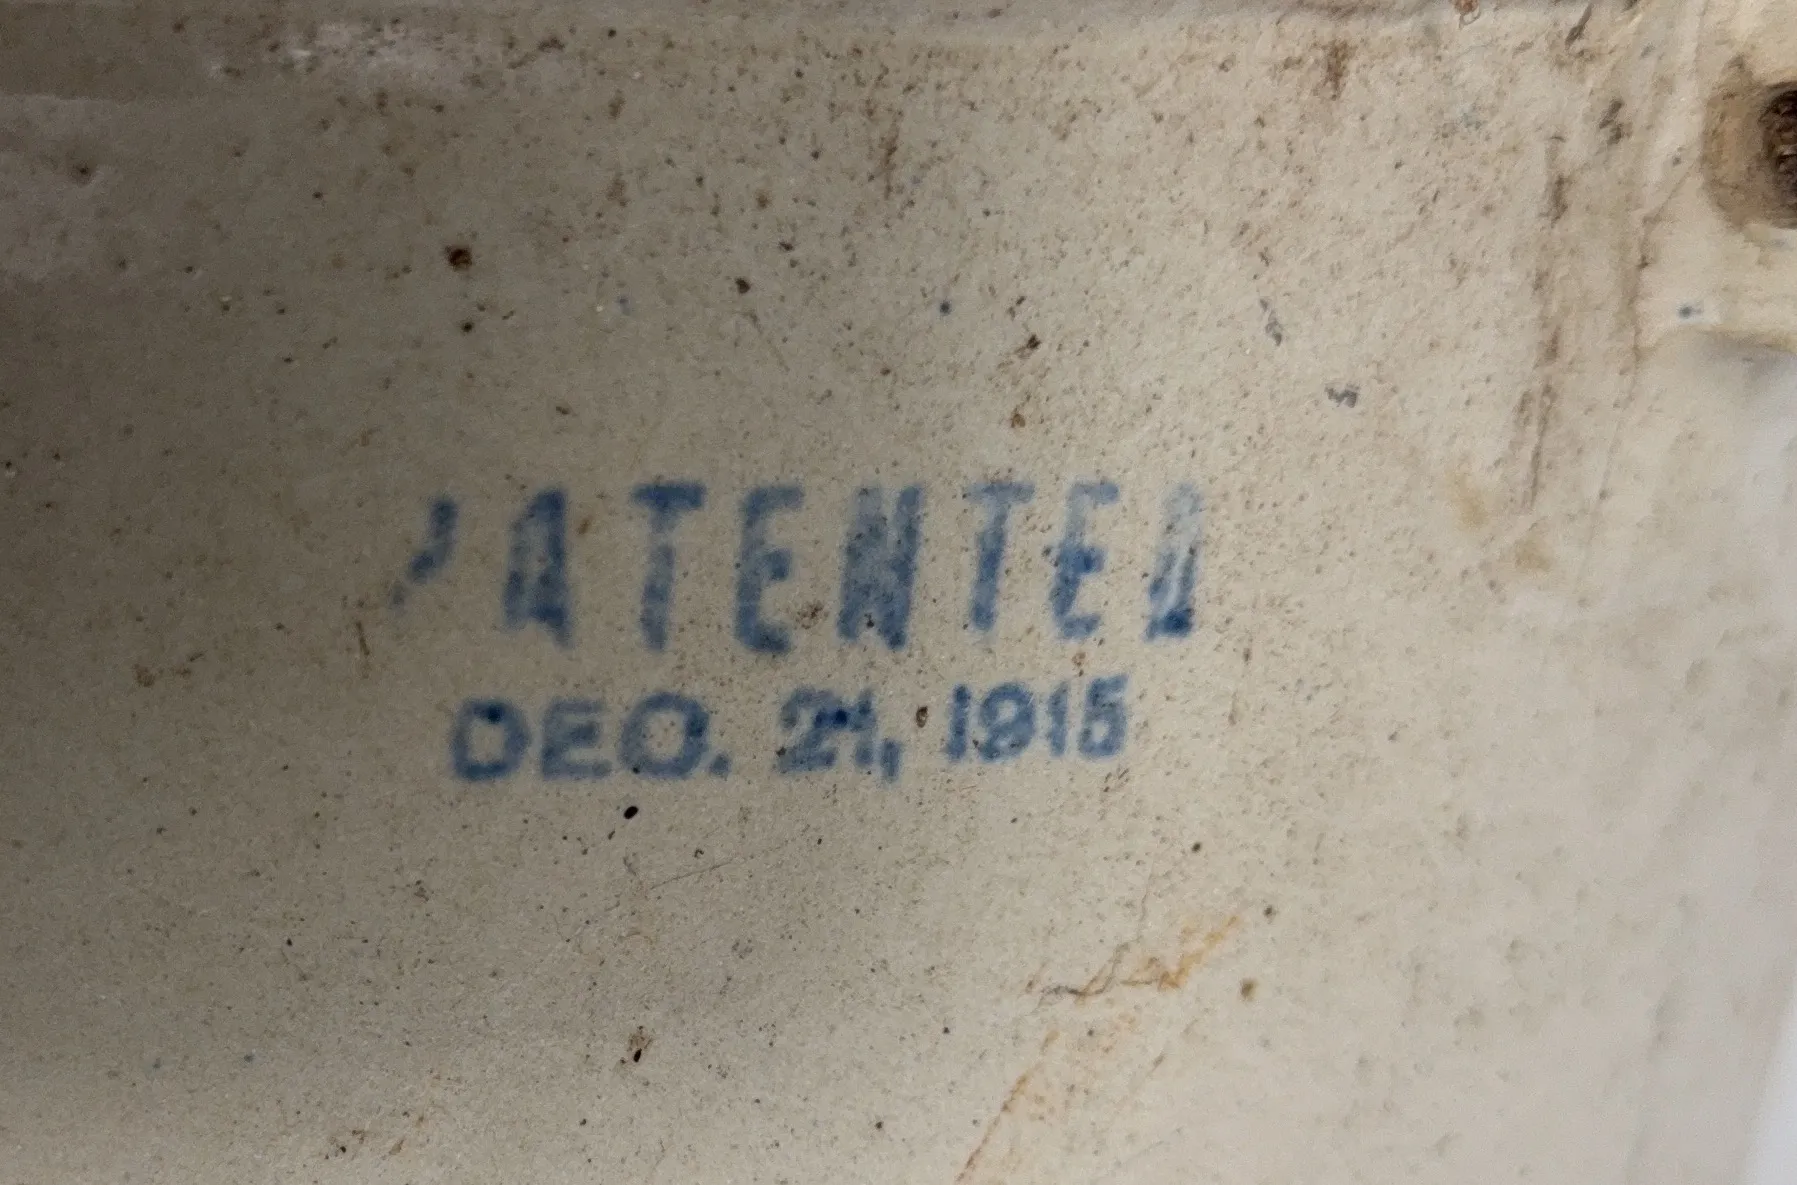 PATENTED
DEC. 21, 1915